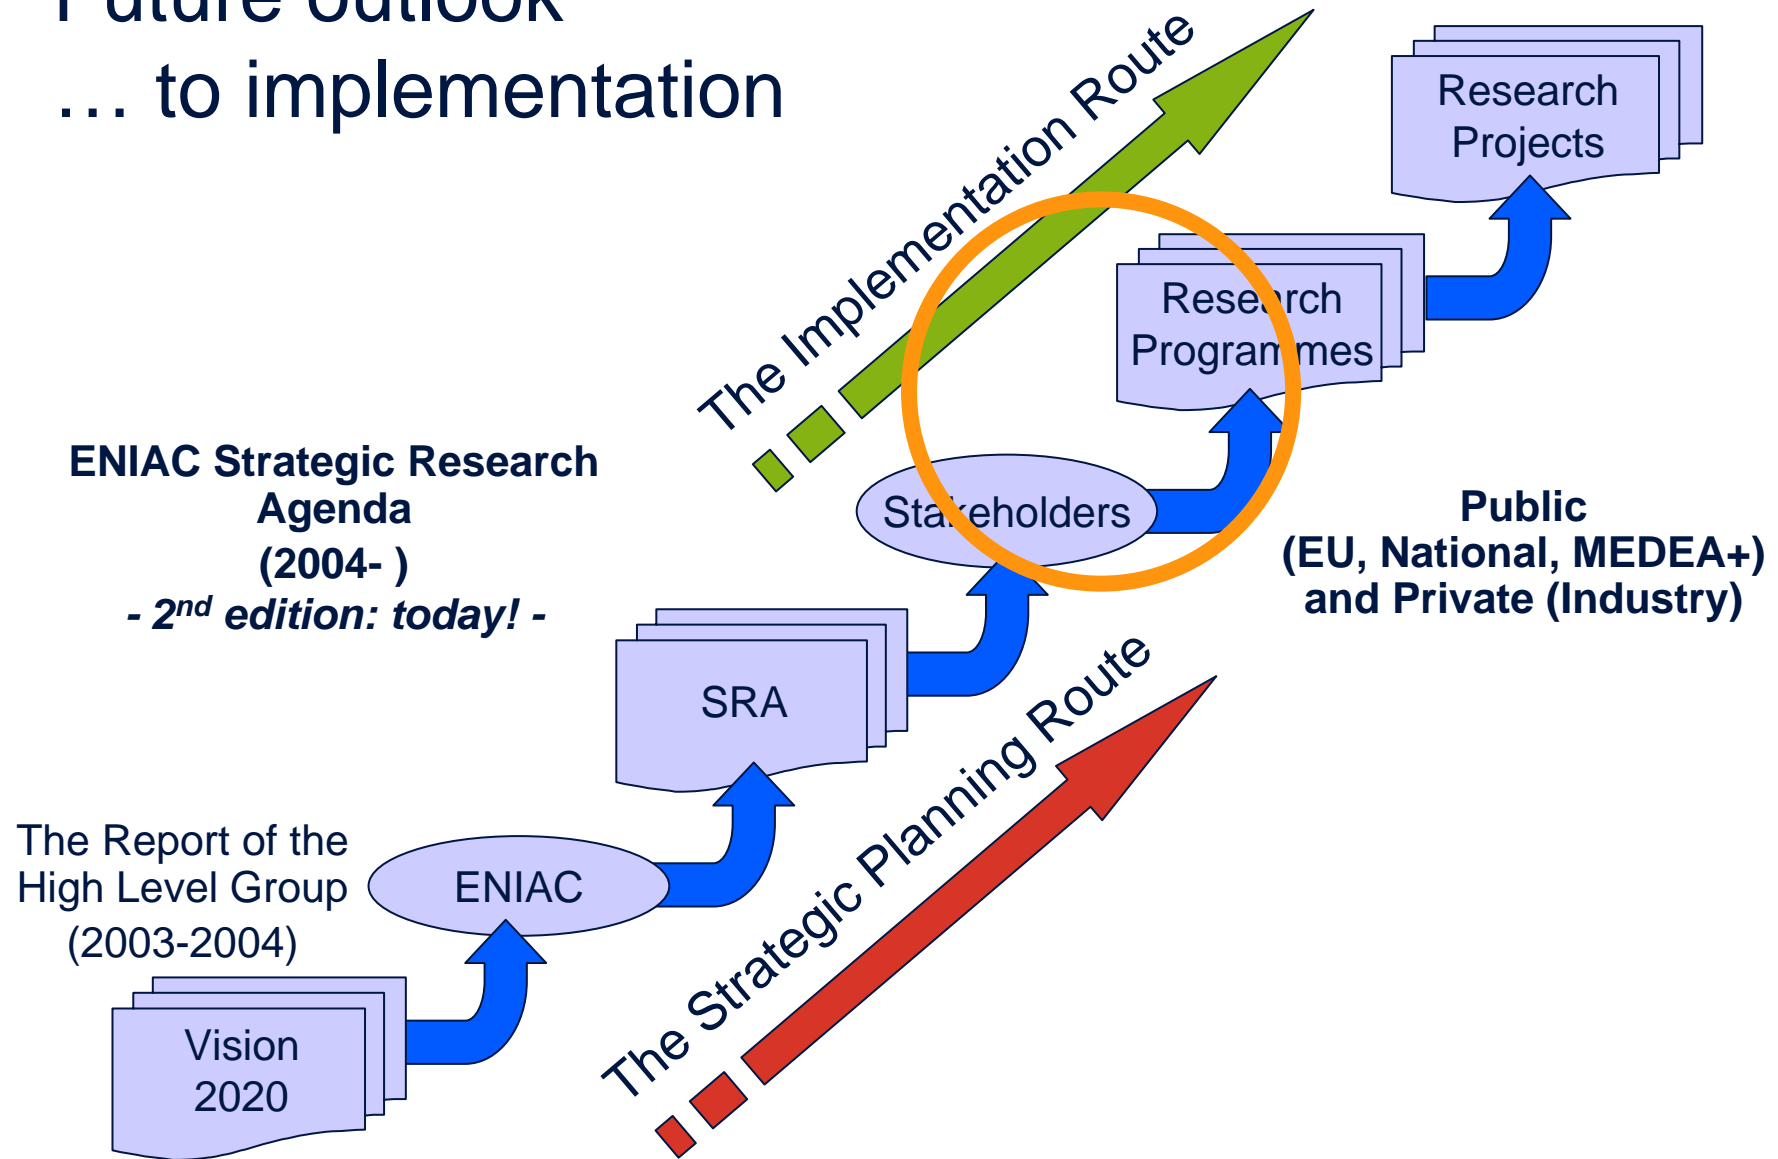 Future outlook
… to implementation
Research
Projects
The Implementation Route
Research
Programmes
ENIAC Strategic Research
Agenda
(2004- )
- 2nd edition: today! -
Stakeholders
Public
(EU, National, MEDEA+)
and Private (Industry)
SRA
The Strategic Planning Route
The Report of the
High Level Group
(2003-2004)
ENIAC
Vision
2020